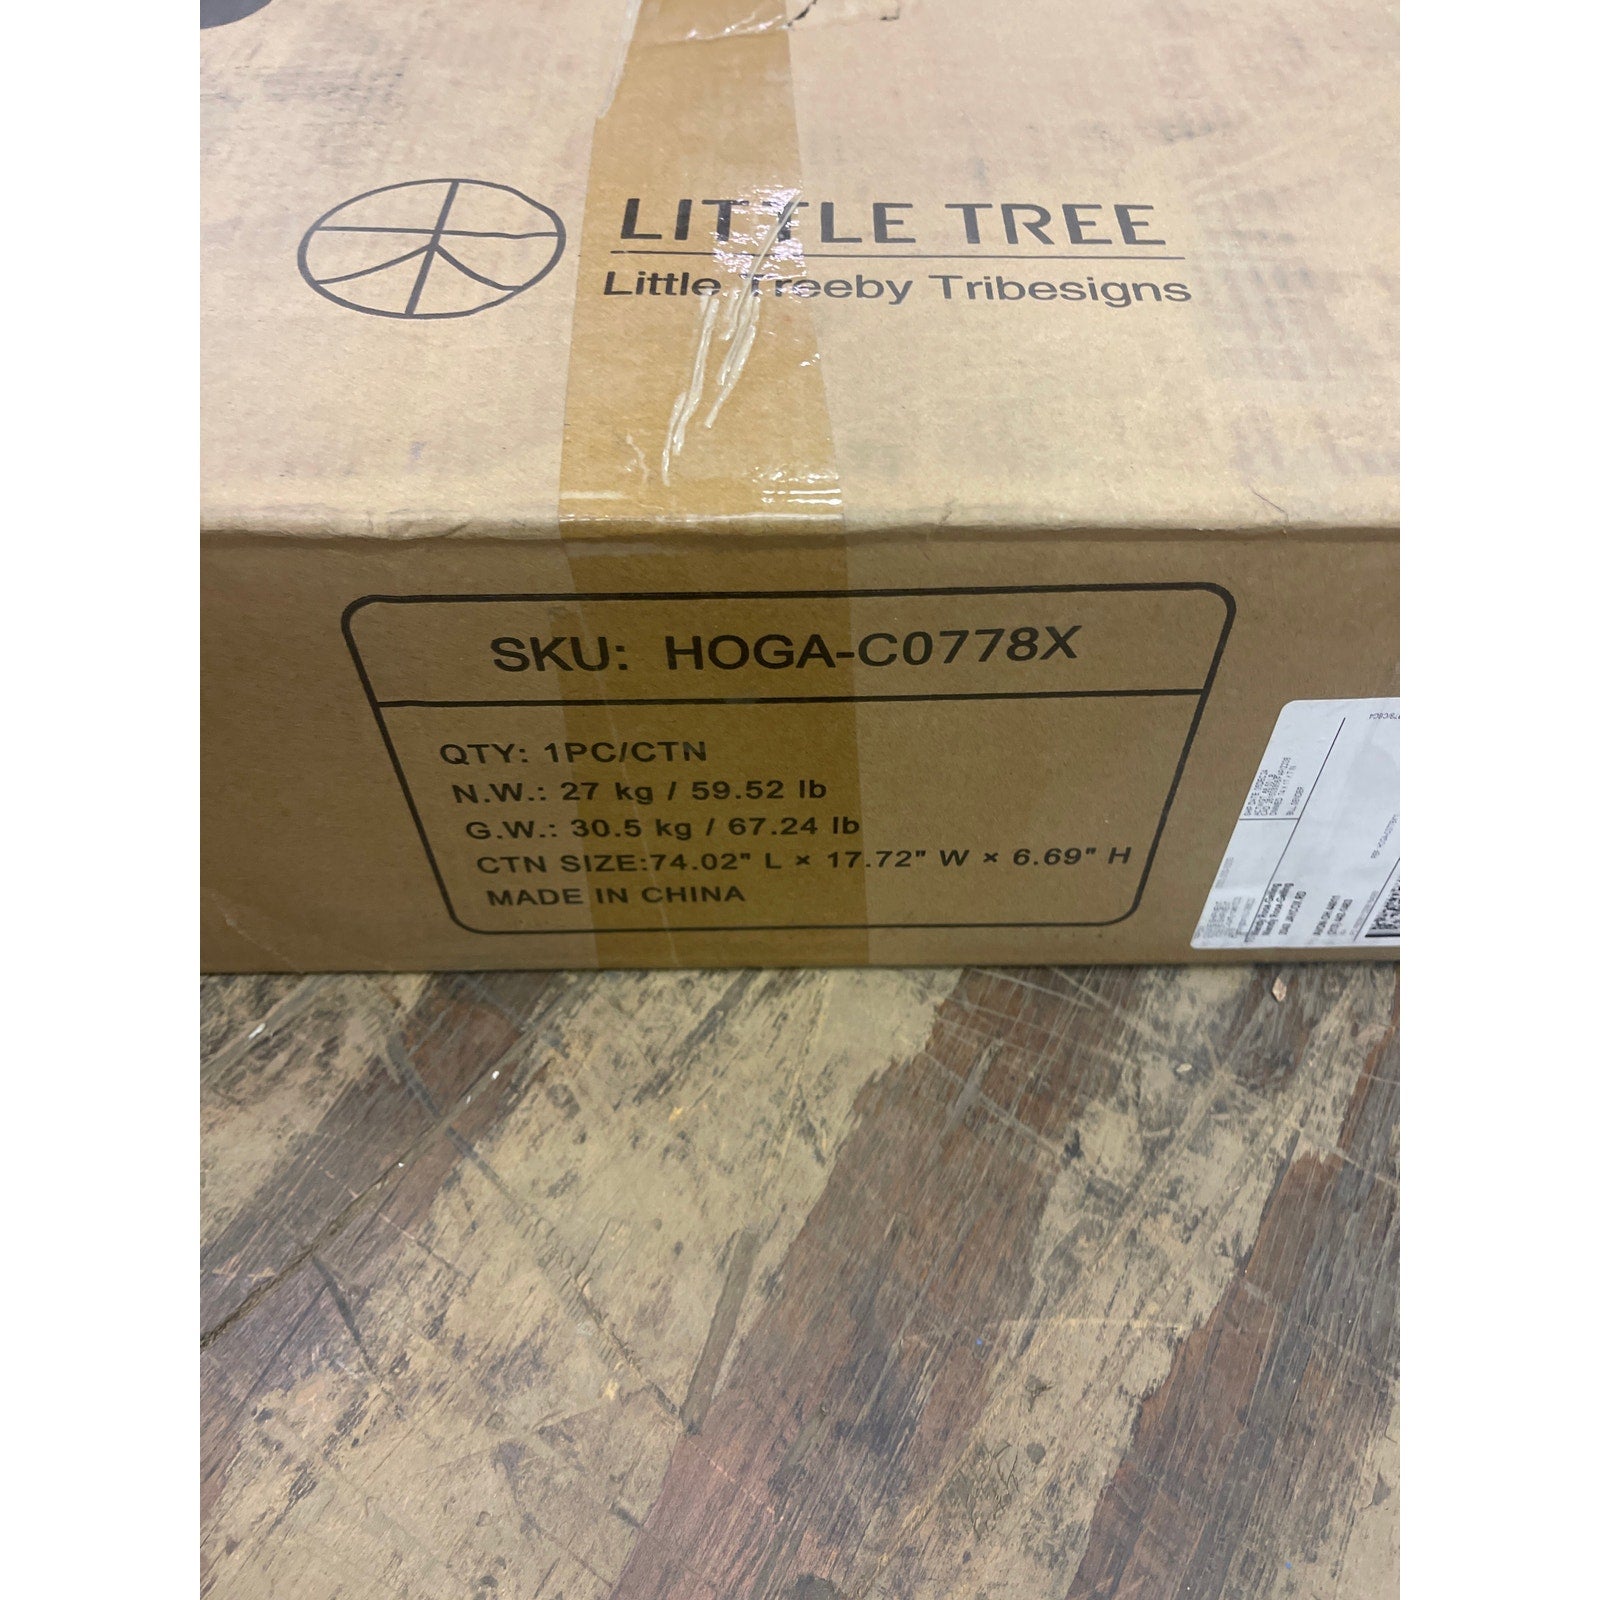 LITTLE TREE
Little Treeby Tribesigns
SKU: HOGA-C0778X
QTY: 1PC/CTN
N.W.: 27 kg / 59.52 lb
G.W.: 30.5 kg / 67.24 lb
CTN SIZE:74.02" L × 17.72" W × 6.69" H
MADE IN CHINA